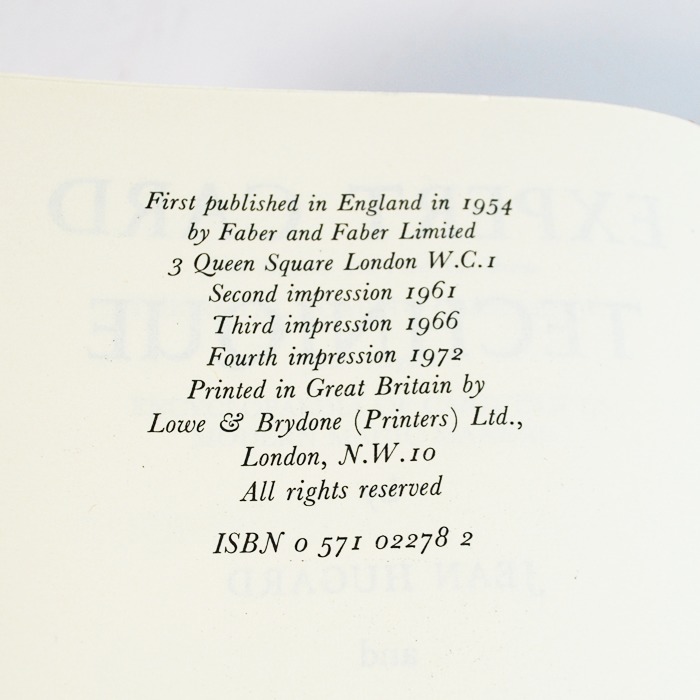 First published in England in 1954
by Faber and Faber Limited
3 Queen Square London W.C.1
Second impression 1961
Third impression 1966
Fourth impression 1972
Printed in Great Britain by
Lowe & Brydone (Printers) Ltd.,
London, N.W.10
All rights reserved
ISBN 0 571 02278 2